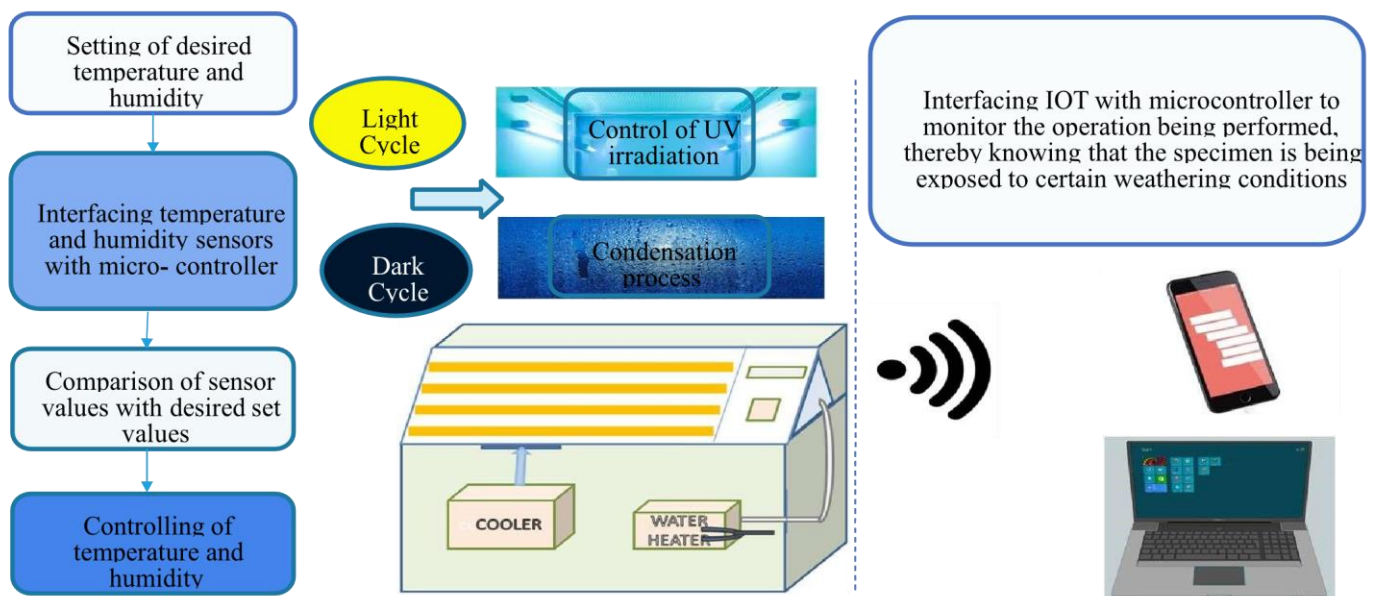 Setting of desired
temperature and
humidity
Interfacing temperature
and humidity sensors
with micro- controller
Comparison of sensor
values with desired set
values
Controlling of
temperature and
humidity
Light
Cycle
Dark
Cycle
Control of UV
irradiation
Condensation
process
COOLER
WATER
HEATER
Interfacing IOT with microcontroller to
monitor the operation being performed,
thereby knowing that the specimen is being
exposed to certain weathering conditions